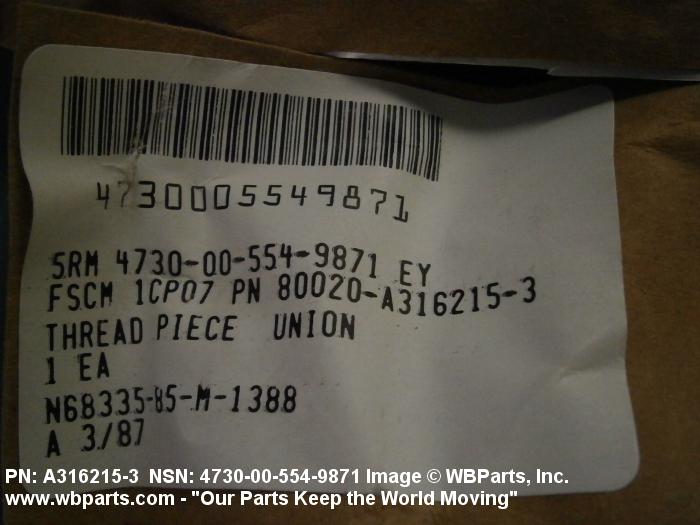 4730005549871
5RM 4730-00-554-9871 EY
FSCM 1CP07 PN 80020-A316215-3
THREAD PIECE UNION
1 EA
N68335-85-M-1388
A 3/87
PN: A316215-3 NSN: 4730-00-554-9871 Image © WBParts, Inc.
www.wbparts.com - "Our Parts Keep the World Moving"